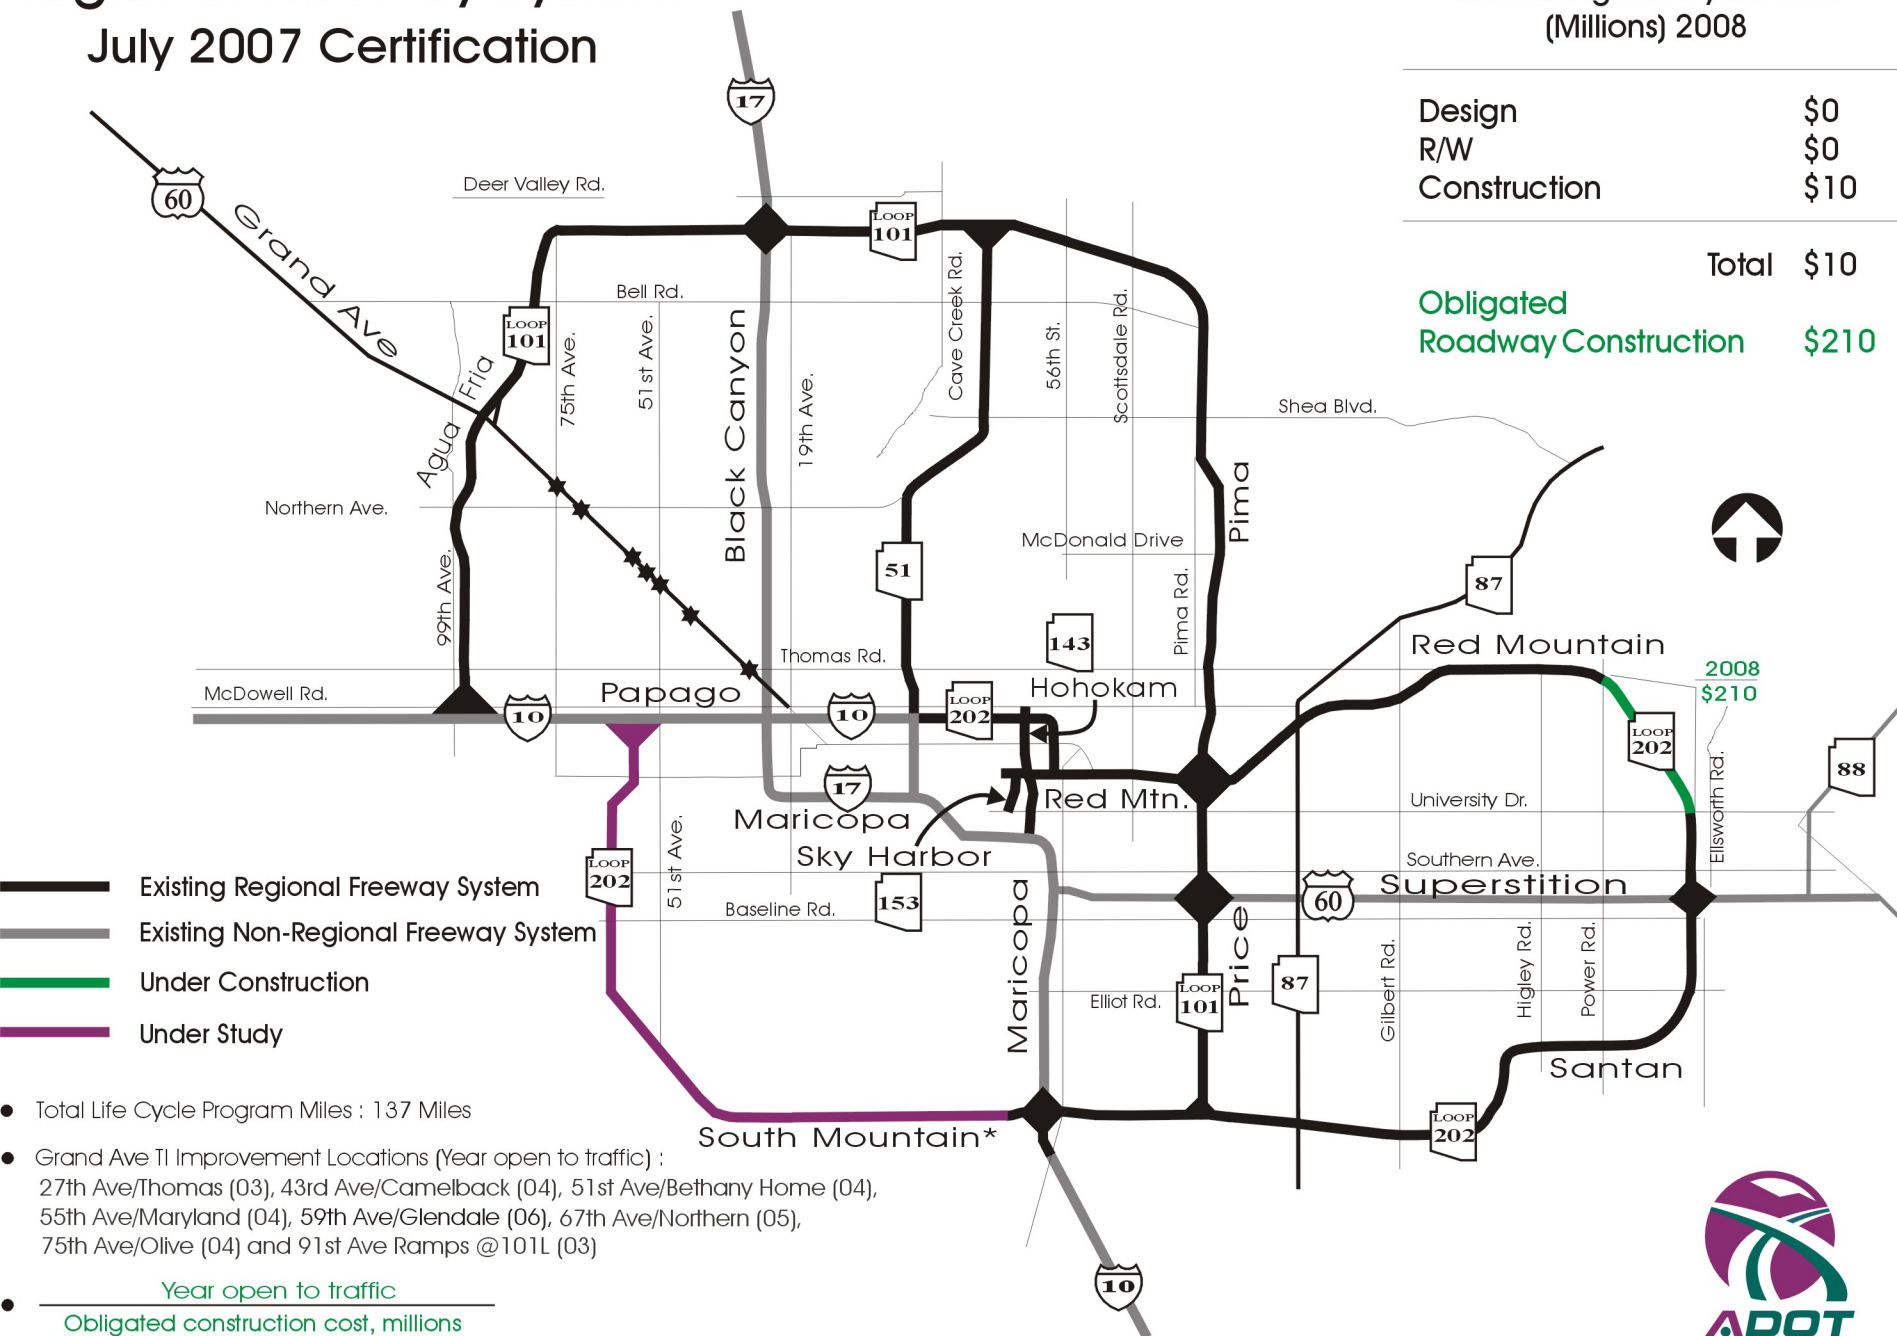 July 2007 Certification
(Millions) 2008
Design $0
R/W $0
Construction $10
Total $10
Obligated
Roadway Construction $210
17
60
Grand Ave
Deer Valley Rd.
LOOP
101
Bell Rd.
LOOP
101
Agua Fria
75th Ave.
51st Ave.
Black Canyon
19th Ave.
Cave Creek Rd.
56th St.
Scottsdale Rd.
Shea Blvd.
Pima
Northern Ave.
McDonald Drive
99th Ave.
51
87
143
Pima Rd.
Red Mountain
Thomas Rd.
Hohokam
2008
$210
McDowell Rd.
Papago
10
10
LOOP
202
LOOP
202
88
17
Red Mtn.
University Dr.
Ellsworth Rd.
Maricopa
Sky Harbor
51st Ave.
LOOP
202
153
Southern Ave.
Superstition
60
Baseline Rd.
Maricopa
Price
Elliot Rd.
LOOP
101
87
Gilbert Rd.
Higley Rd.
Power Rd.
Santan
LOOP
202
South Mountain*
10
Existing Regional Freeway System
Existing Non-Regional Freeway System
Under Construction
Under Study
● Total Life Cycle Program Miles : 137 Miles
● Grand Ave TI Improvement Locations (Year open to traffic) :
27th Ave/Thomas (03), 43rd Ave/Camelback (04), 51st Ave/Bethany Home (04),
55th Ave/Maryland (04), 59th Ave/Glendale (06), 67th Ave/Northern (05),
75th Ave/Olive (04) and 91st Ave Ramps @101L (03)
● Year open to traffic
Obligated construction cost, millions
ADOT